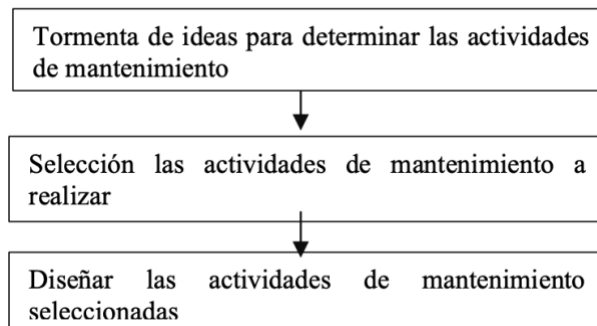 Tormenta de ideas para determinar las actividades
de mantenimiento
Selección las actividades de mantenimiento a
realizar
Diseñar las actividades de mantenimiento
seleccionadas